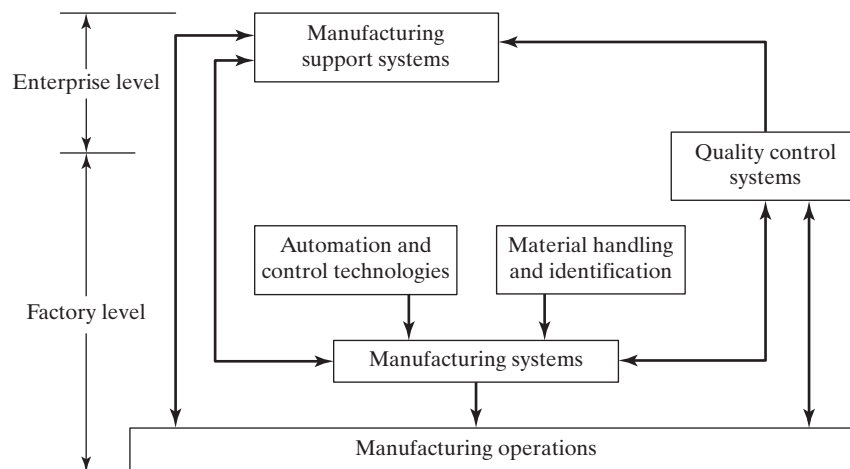 Manufacturing
support systems
Enterprise level
Quality control
systems
Automation and
control technologies
Material handling
and identification
Factory level
Manufacturing systems
Manufacturing operations